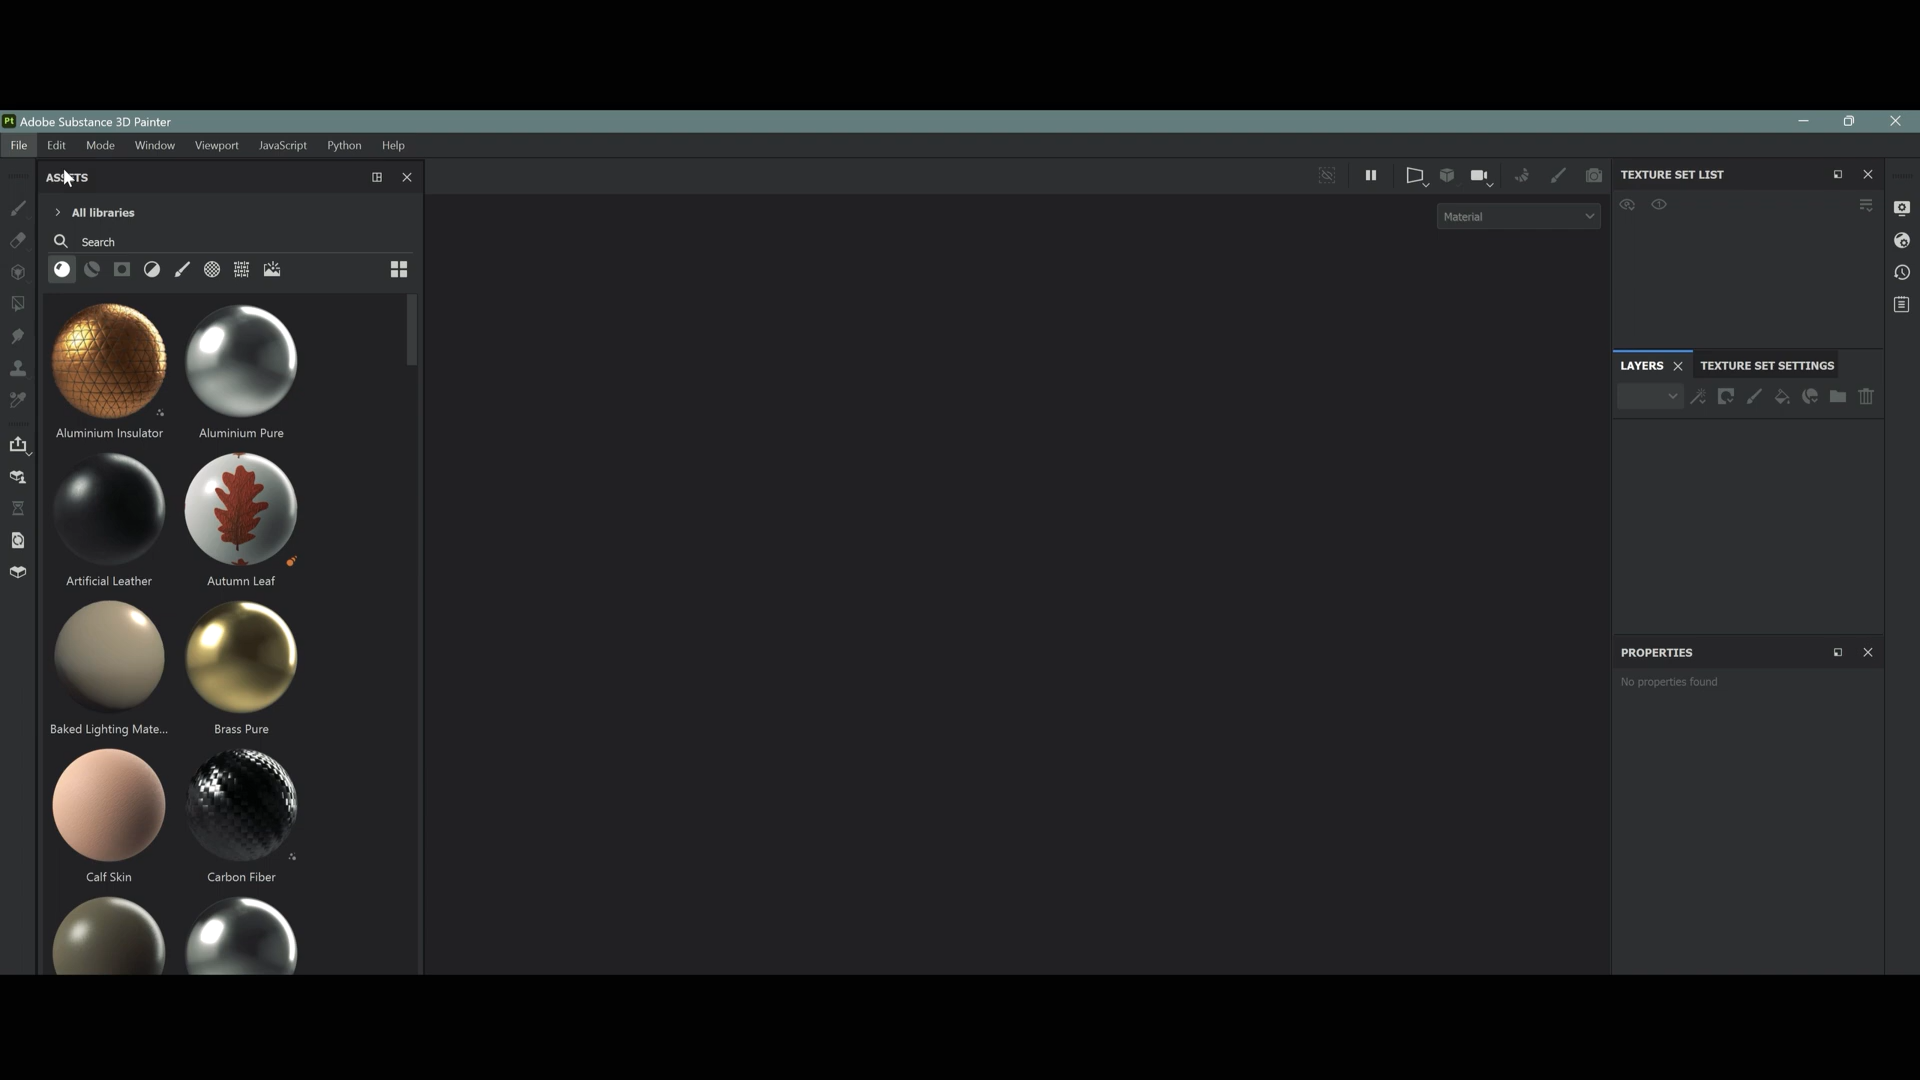 Pt Adobe Substance 3D Painter
File Edit Mode Window Viewport JavaScript Python Help
ASSETS
All libraries
Search
Aluminium Insulator Aluminium Pure
Artificial Leather Autumn Leaf
Baked Lighting Mate... Brass Pure
Calf Skin Carbon Fiber
Material
TEXTURE SET LIST
LAYERS TEXTURE SET SETTINGS
PROPERTIES
No properties found